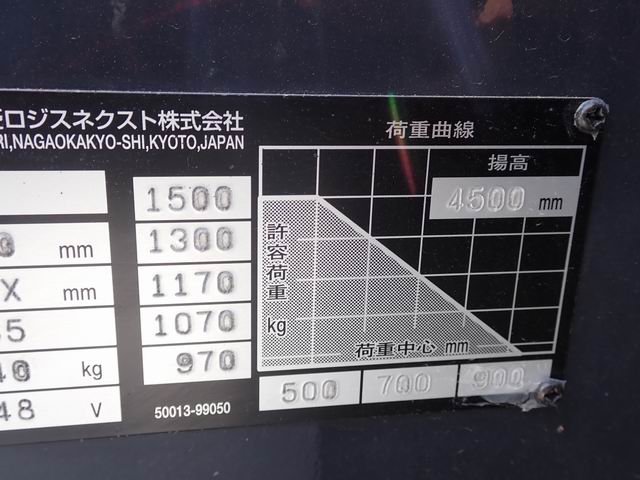 ロジスネクスト株式会社
NAGAOKAKYO-SHI,KYOTO,JAPAN
荷重曲線
揚高
4500 mm
1500
mm
1300
X mm
1170
許容荷重
kg
1070
kg
970
荷重中心 mm
48 V
50013-99050
500 700 900